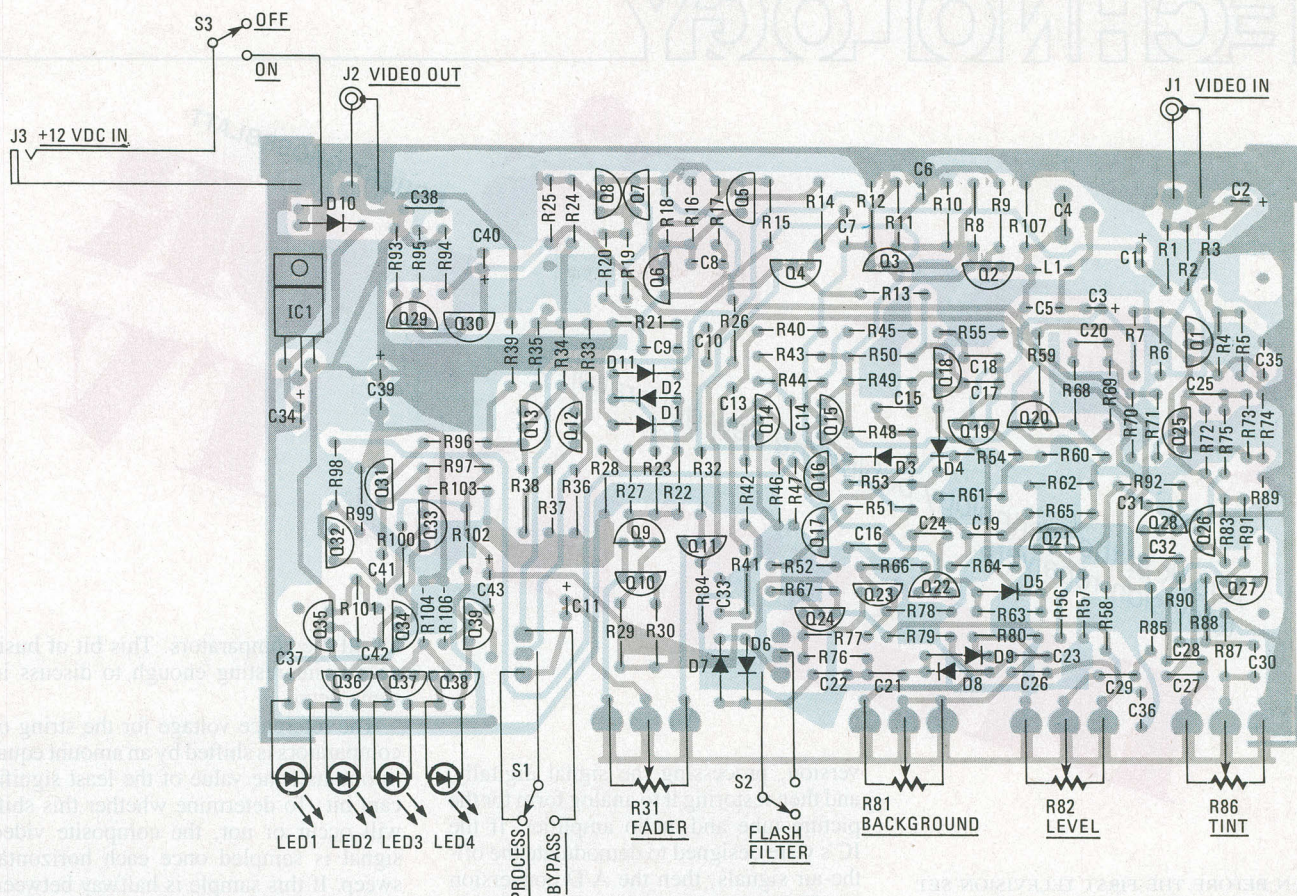 S3
OFF
ON
J2 VIDEO OUT
J1 VIDEO IN
J3 +12 VDC IN
D10
C38
R93
R95
R94
C40
R25
R24
Q8
Q7
R18
R16
R17
Q5
R15
R14
C7
R12
R11
C6
R10
R8
R9
R107
C4
C2
+
R20
R19
Q6
C8
Q4
Q3
Q2
L1
C1
+
R1
R2
R3
IC1
Q29
Q30
+
R13
C5
C3
+
R39
R35
R34
R33
R21
C9
C10
R26
R40
R45
R55
R59
C20
R7
R6
Q1
R4
R5
C35
D11
D2
D1
R43
R50
Q18
C18
R44
R49
C17
R68
R69
C25
C34
+
C39
+
Q13
Q12
C13
Q14
C14
Q15
C15
Q20
R70
R71
Q25
R72
R75
R73
R74
R48
Q19
R98
R96
R97
R103
Q31
R38
R37
R36
R28
R27
R23
R22
R32
R42
R46
R47
Q16
D3
D4
R54
R60
R53
R61
R62
R92
C31
R89
R99
Q32
R100
Q33
R102
Q9
Q11
Q17
R51
R65
C16
C24
C19
Q21
Q28
C32
Q26
R83
R91
C41
Q10
R41
R52
R66
R64
R101
C43
+
C11
+
R84
C33
R67
Q23
Q22
D5
R56
R57
R58
R90
Q27
Q35
Q34
R104
R106
Q39
R29
R30
Q24
R78
R63
R85
R88
C37
C42
D7
D6
R77
R79
R80
R76
D9
C23
C28
R87
C30
Q36
Q37
Q38
C22
C21
D8
C26
C29
C27
C36
LED1
LED2
LED3
LED4
S1
PROCESS
BYPASS
R31
FADER
S2
LASH
FILTER
R81
BACKGROUND
R82
LEVEL
R86
TINT